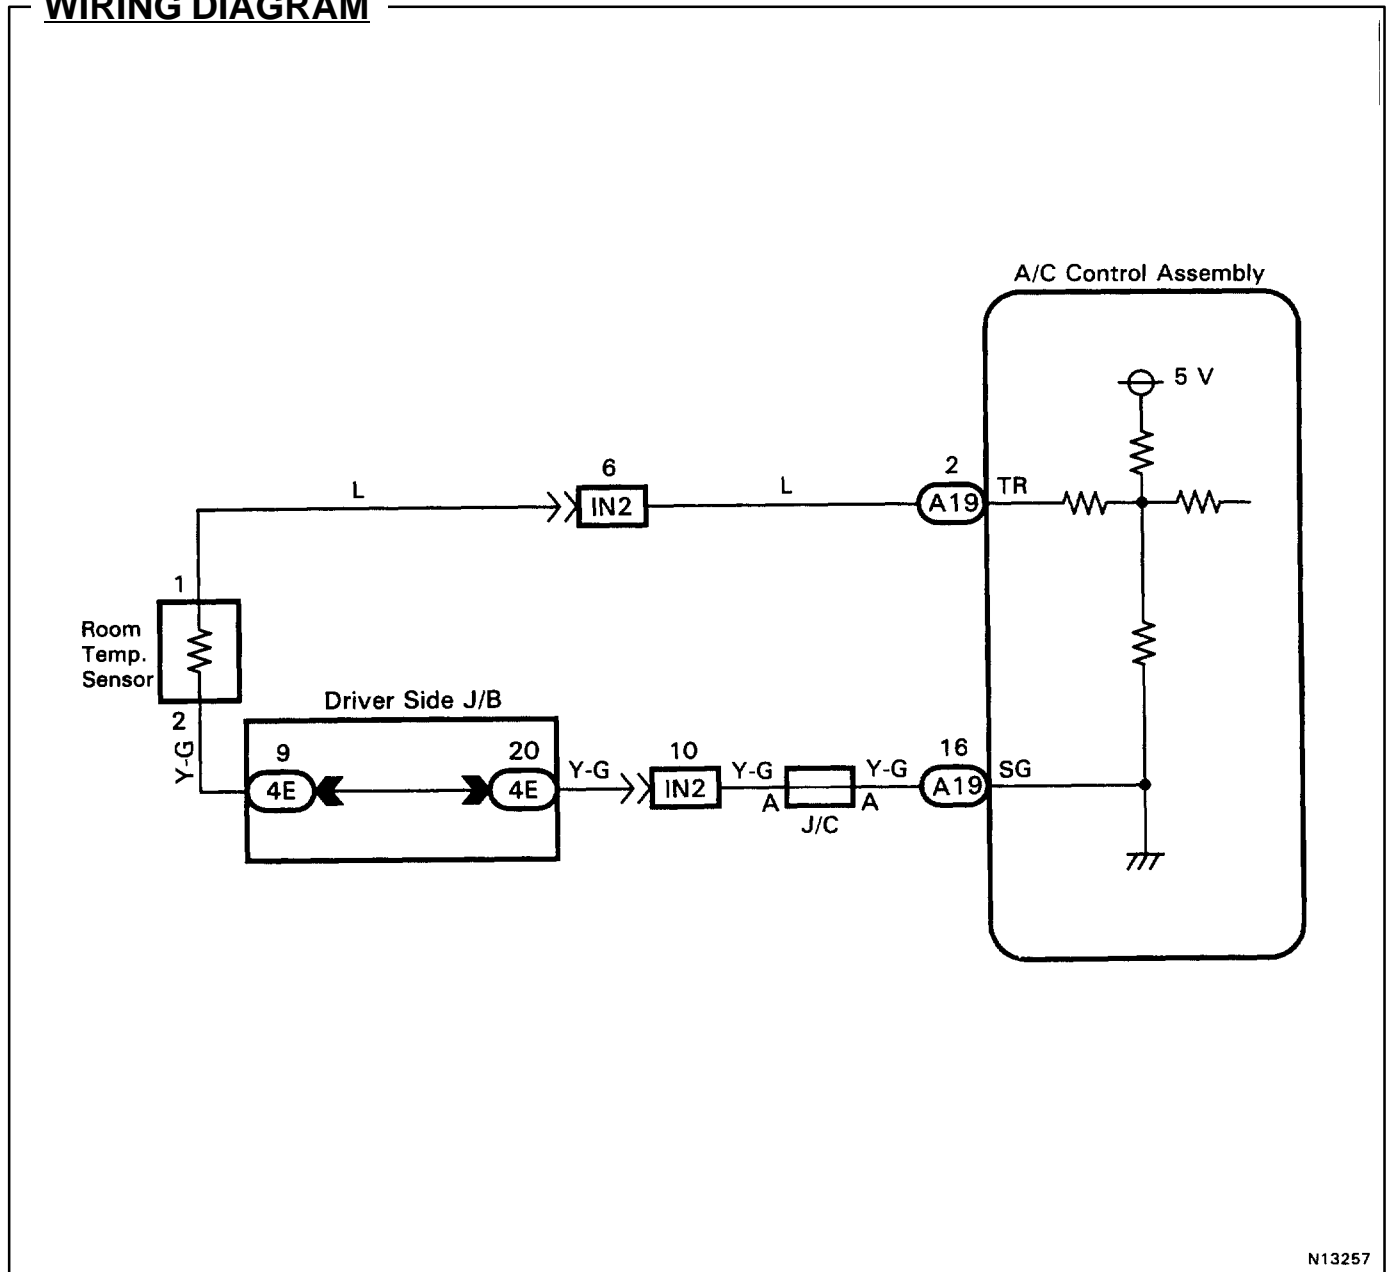 WIRING DIAGRAM
A/C Control Assembly
5 V
6
2
L
L
IN2
A19
TR
1
Room
Temp.
Sensor
2
Driver Side J/B
Y-G
9
20
10
16
4E
4E
Y-G
IN2
Y-G
Y-G
A19
SG
A
A
J/C
N13257